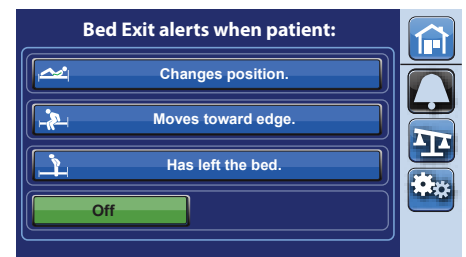 Bed Exit alerts when patient:
Changes position.
Moves toward edge.
Has left the bed.
Off